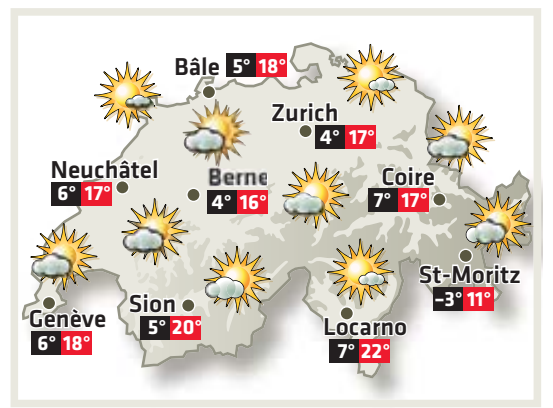 Bâle 5° 18°
Zurich
4° 17°
Neuchâtel
6° 17°
Berne
4° 16°
Coire
7° 17°
St-Moritz
–3° 11°
Sion
5° 20°
Genève
6° 18°
Locarno
7° 22°